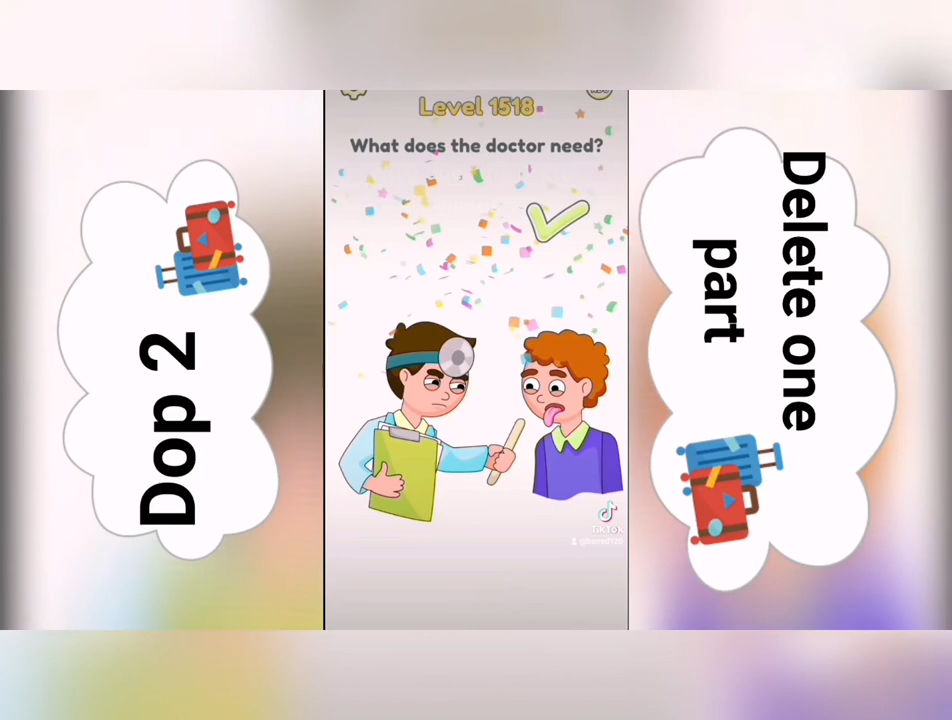 Level 1518
What does the doctor need?
Dop 2
Delete one
part
TikTok